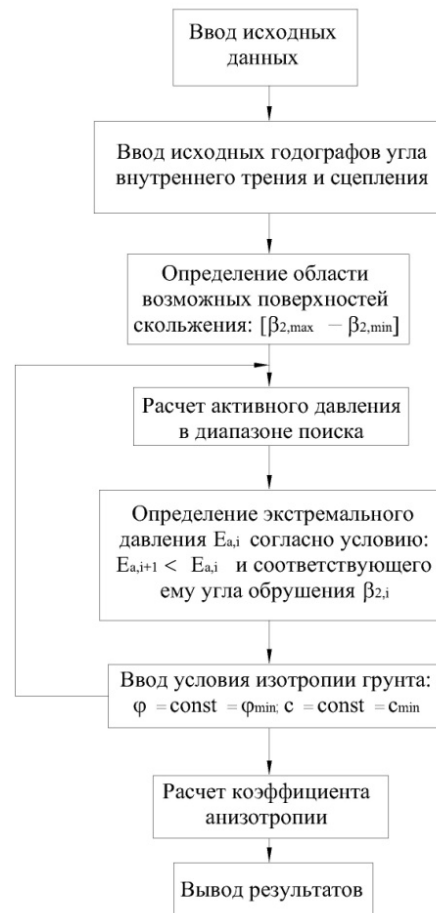 Ввод исходных
данных
Ввод исходных годографов угла
внутреннего трения и сцепления
Определение области
возможных поверхностей
скольжения: [β2,max – β2,min]
Расчет активного давления
в диапазоне поиска
Определение экстремального
давления Ea,i согласно условию:
Ea,i+1 < Ea,i и соответствующего
ему угла обрушения β2,i
Ввод условия изотропии грунта:
φ = const = φmin; c = const = cmin
Расчет коэффициента
анизотропии
Вывод результатов